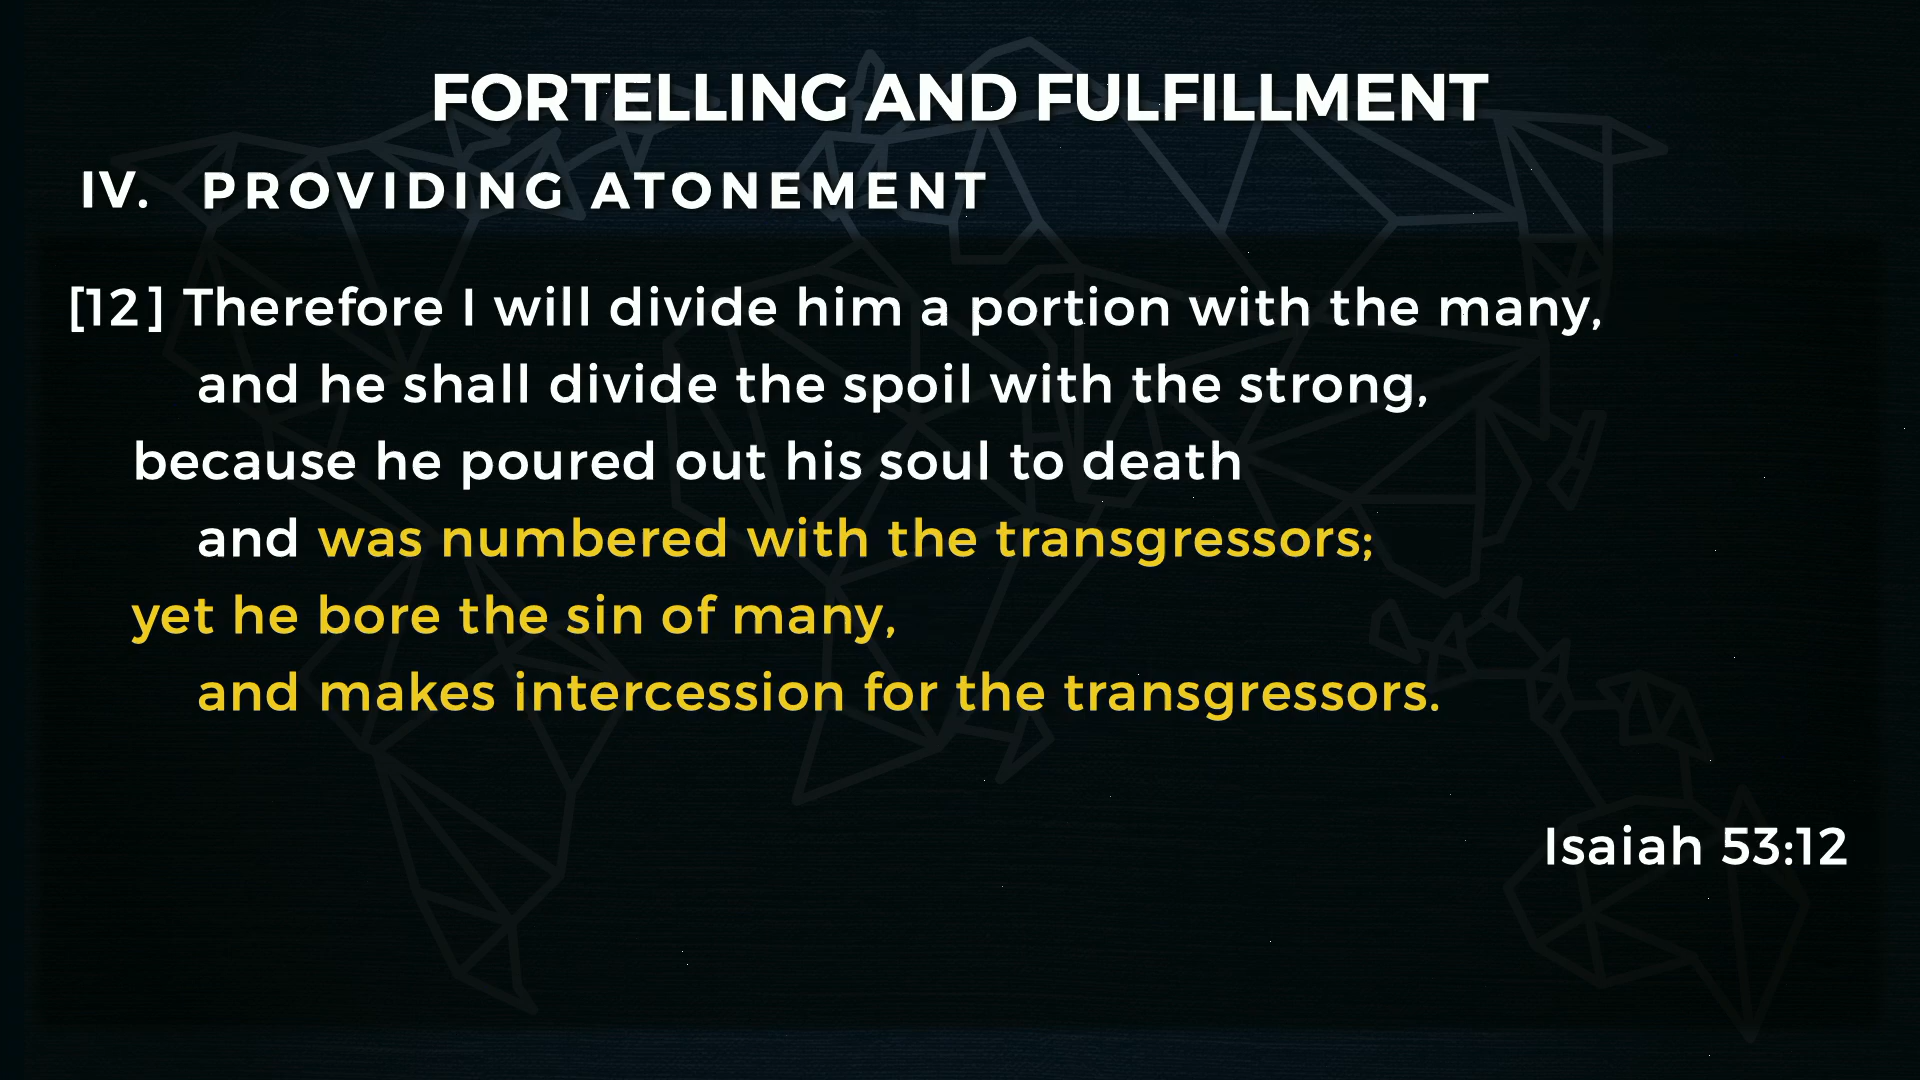 FORTELLING AND FULFILLMENT
IV. PROVIDING ATONEMENT
[12] Therefore I will divide him a portion with the many,
and he shall divide the spoil with the strong,
because he poured out his soul to death
and was numbered with the transgressors;
yet he bore the sin of many,
and makes intercession for the transgressors.
Isaiah 53:12